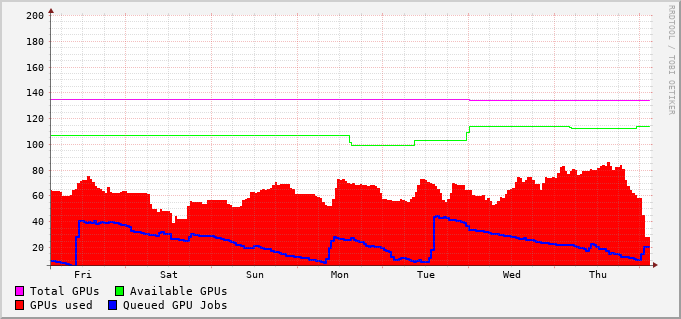 200
180
160
140
120
100
80
60
40
20
Fri Sat Sun Mon Tue Wed Thu
Total GPUs Available GPUs
GPUs used Queued GPU Jobs
RRDTOOL / TOBI OETIKER